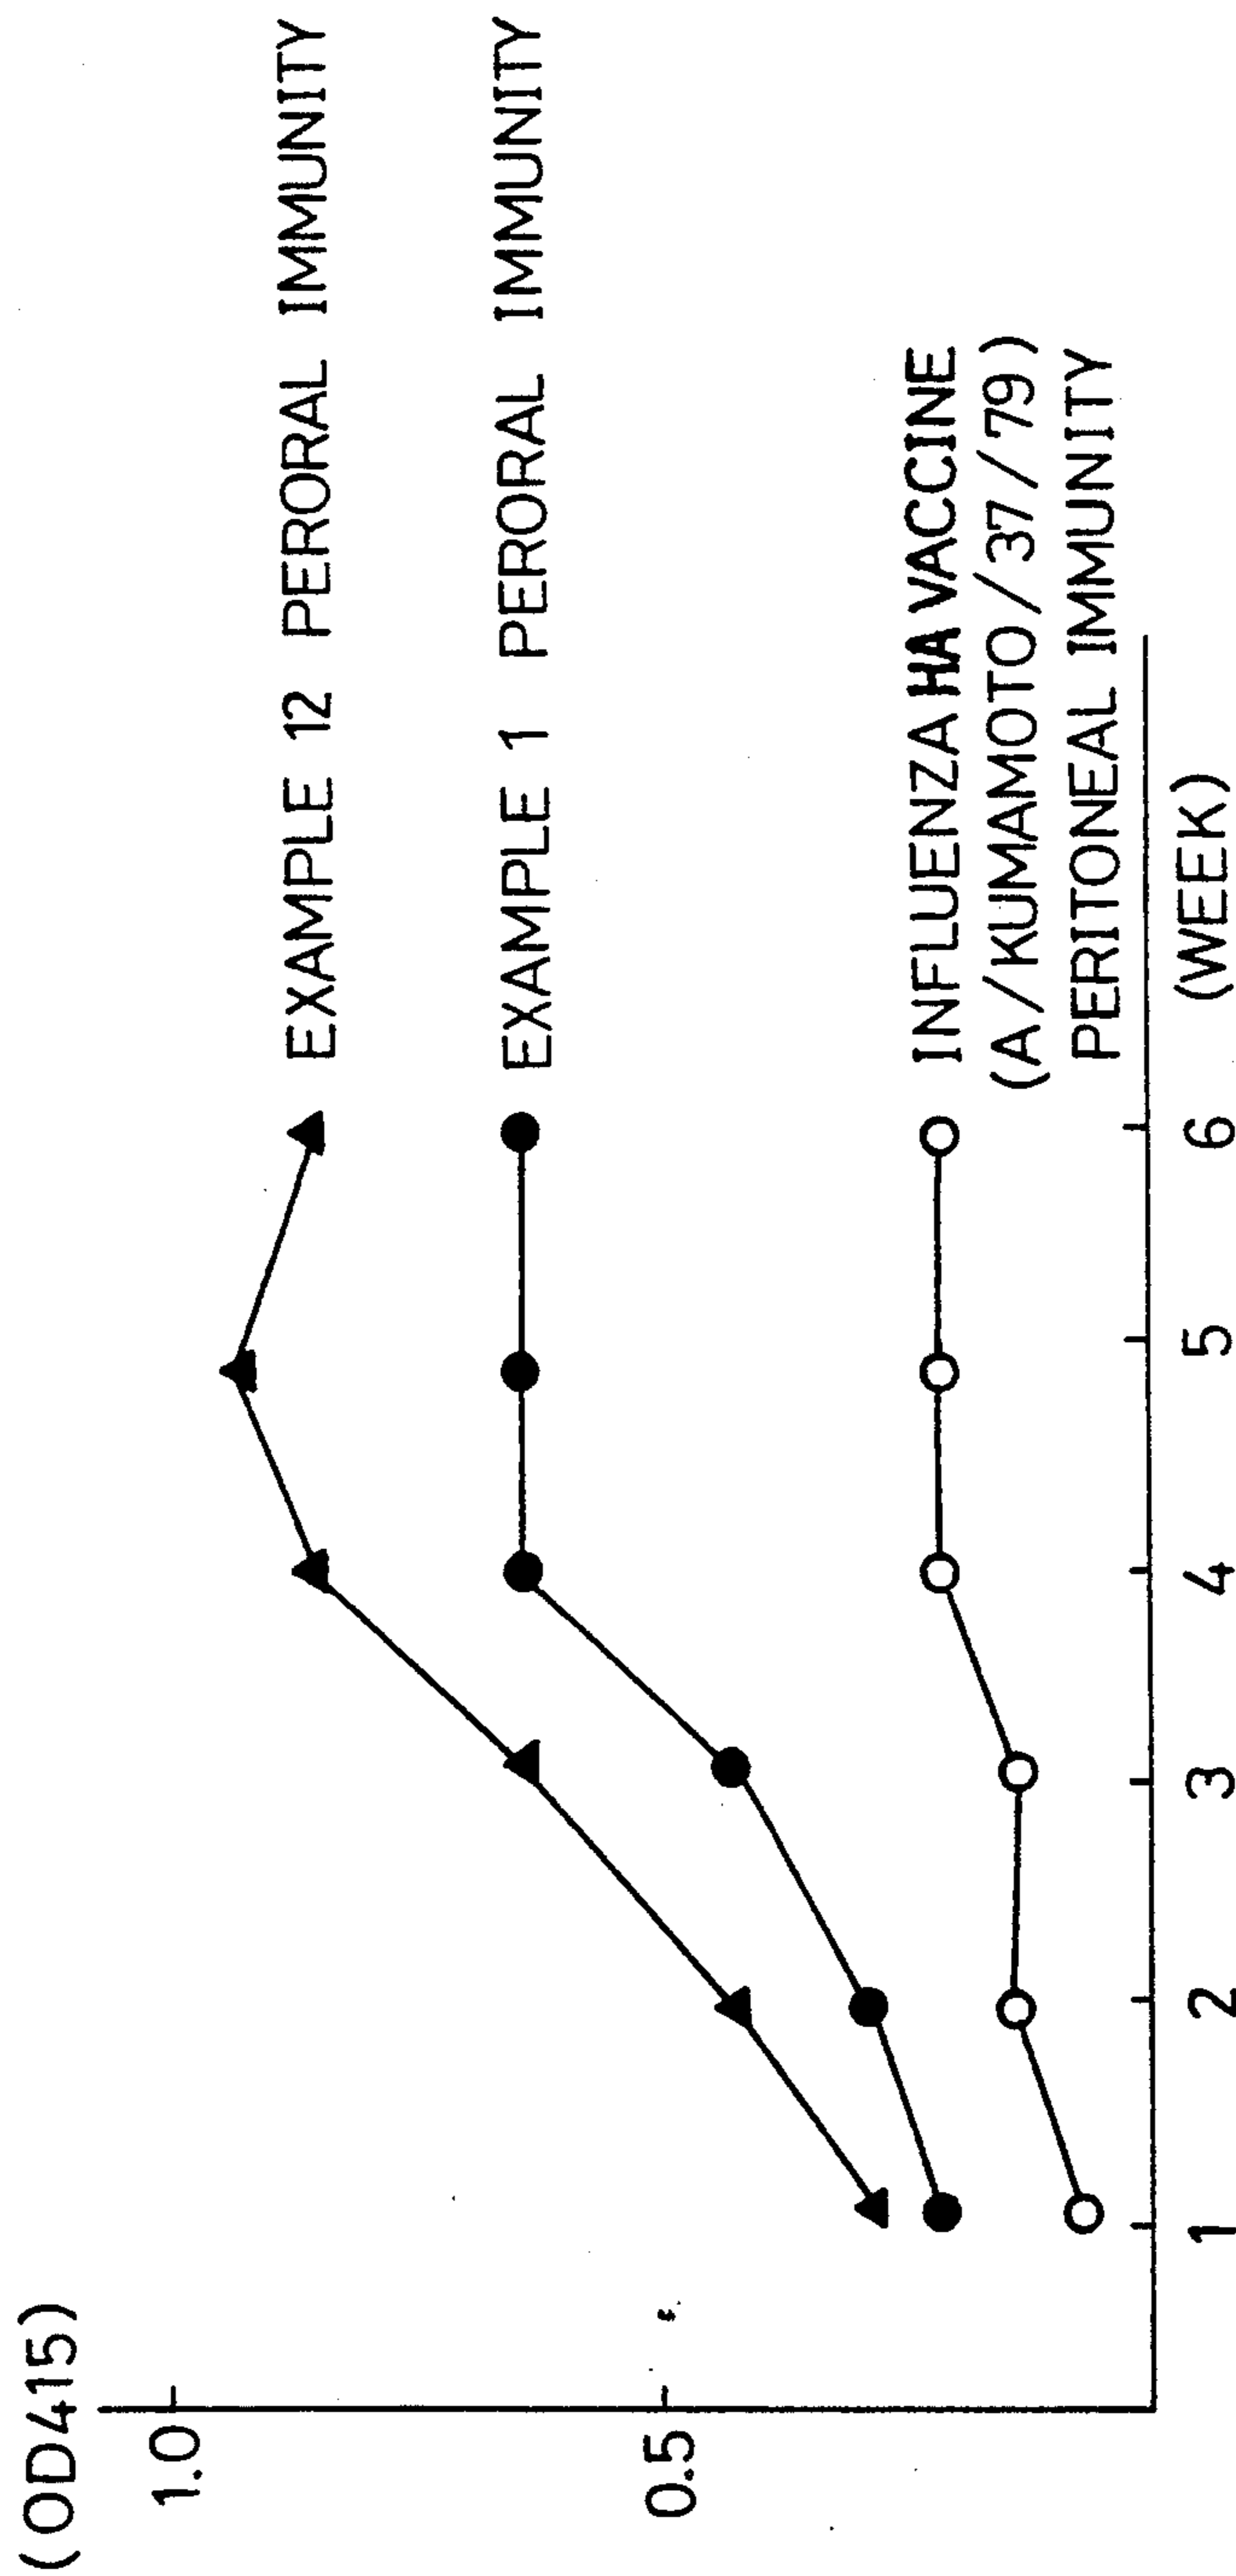 (OD415)
1.0
0.5
EXAMPLE 12 PERORAL IMMUNITY
EXAMPLE 1 PERORAL IMMUNITY
INFLUENZA HA VACCINE
(A/KUMAMOTO/37/79)
PERITONEAL IMMUNITY
1 2 3 4 5 6 (WEEK)